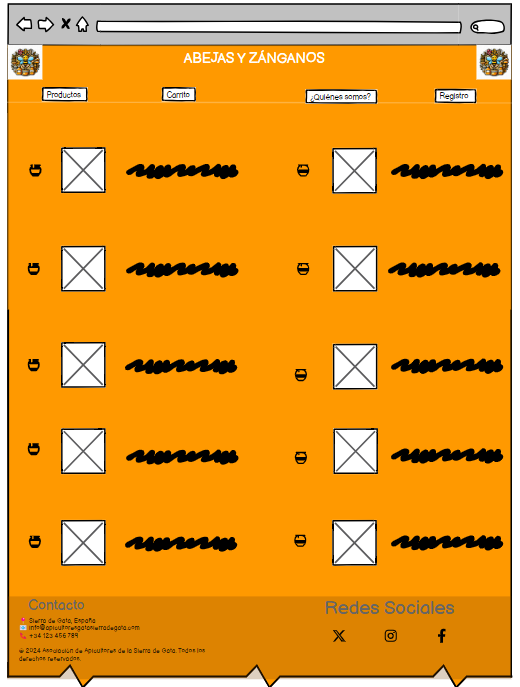 ABEJAS Y ZÁNGANOS
Productos
Carrito
¿Quiénes somos?
Registro
Contacto
Sierra de Gata, España
info@apicultoresgatasierradegata.com
+34 123 456 789
© 2024 Asociación de Apicultores de la Sierra de Gata. Todos los
derechos reservados.
Redes Sociales